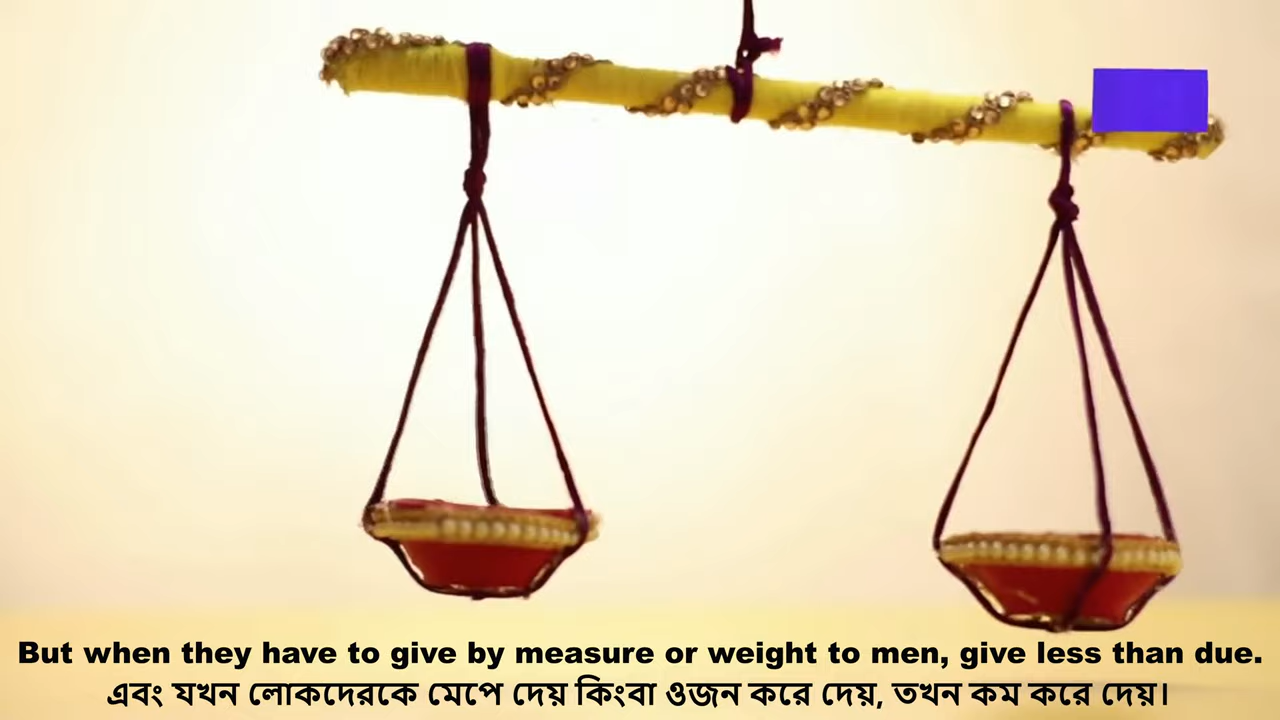 But when they have to give by measure or weight to men, give less than due.
এবং যখন লোকদেরকে মেপে দেয় কিংবা ওজন করে দেয়, তখন কম করে দেয়।